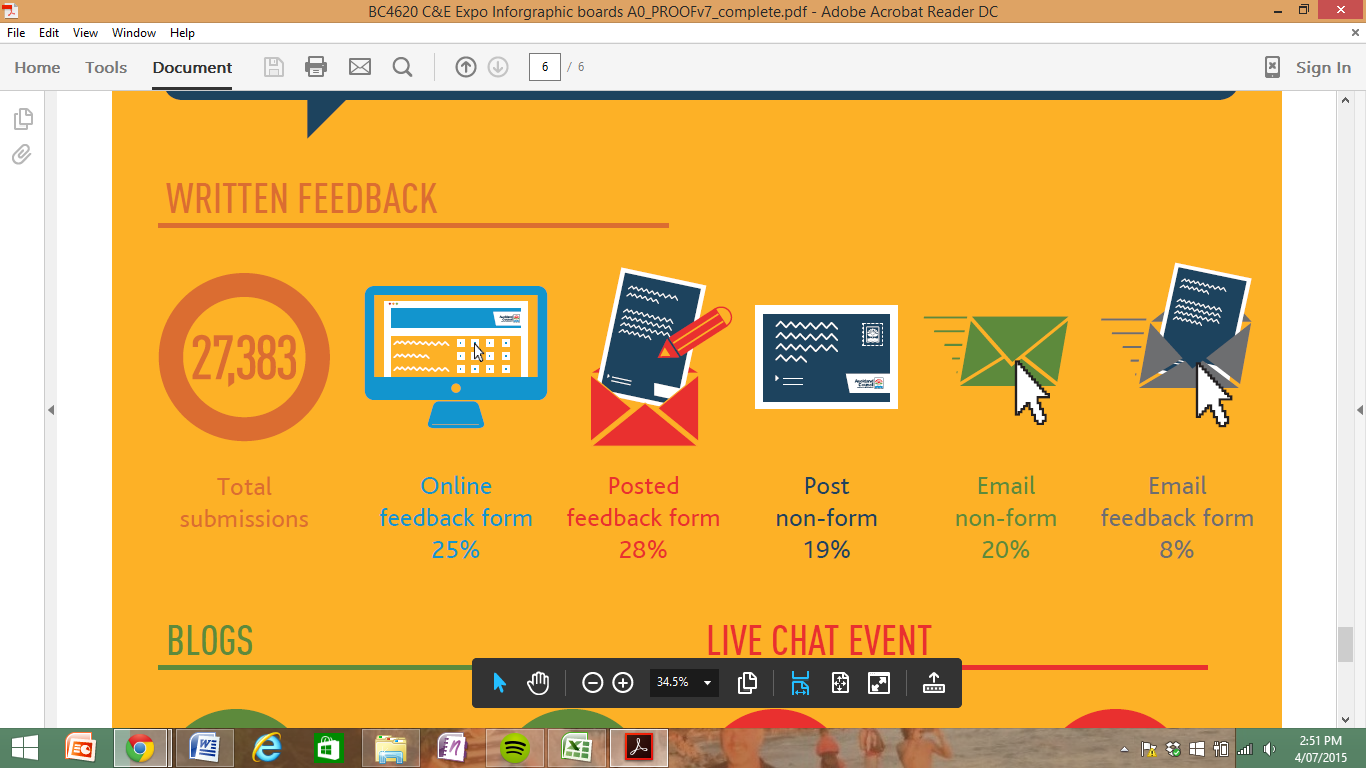 BC4620 C&E Expo Inforgraphic boards A0_PROOFv7_complete.pdf - Adobe Acrobat Reader DC
File Edit View Window Help
Home Tools Document 6 / 6 Sign In
WRITTEN FEEDBACK
27,383
Total
submissions
Online
feedback form
25%
Posted
feedback form
28%
Post
non-form
19%
Email
non-form
20%
Email
feedback form
8%
BLOGS
LIVE CHAT EVENT
34.5%
2:51 PM
4/07/2015